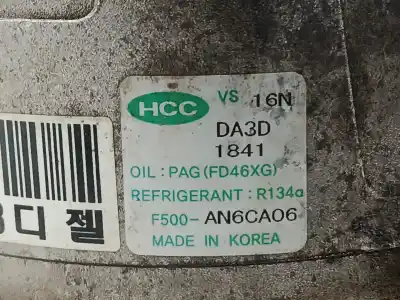 HCC VS 16N
DA3D
1841
OIL : PAG(FD46XG)
REFRIGERANT : R134a
F500-AN6CA06
MADE IN KOREA
디젤